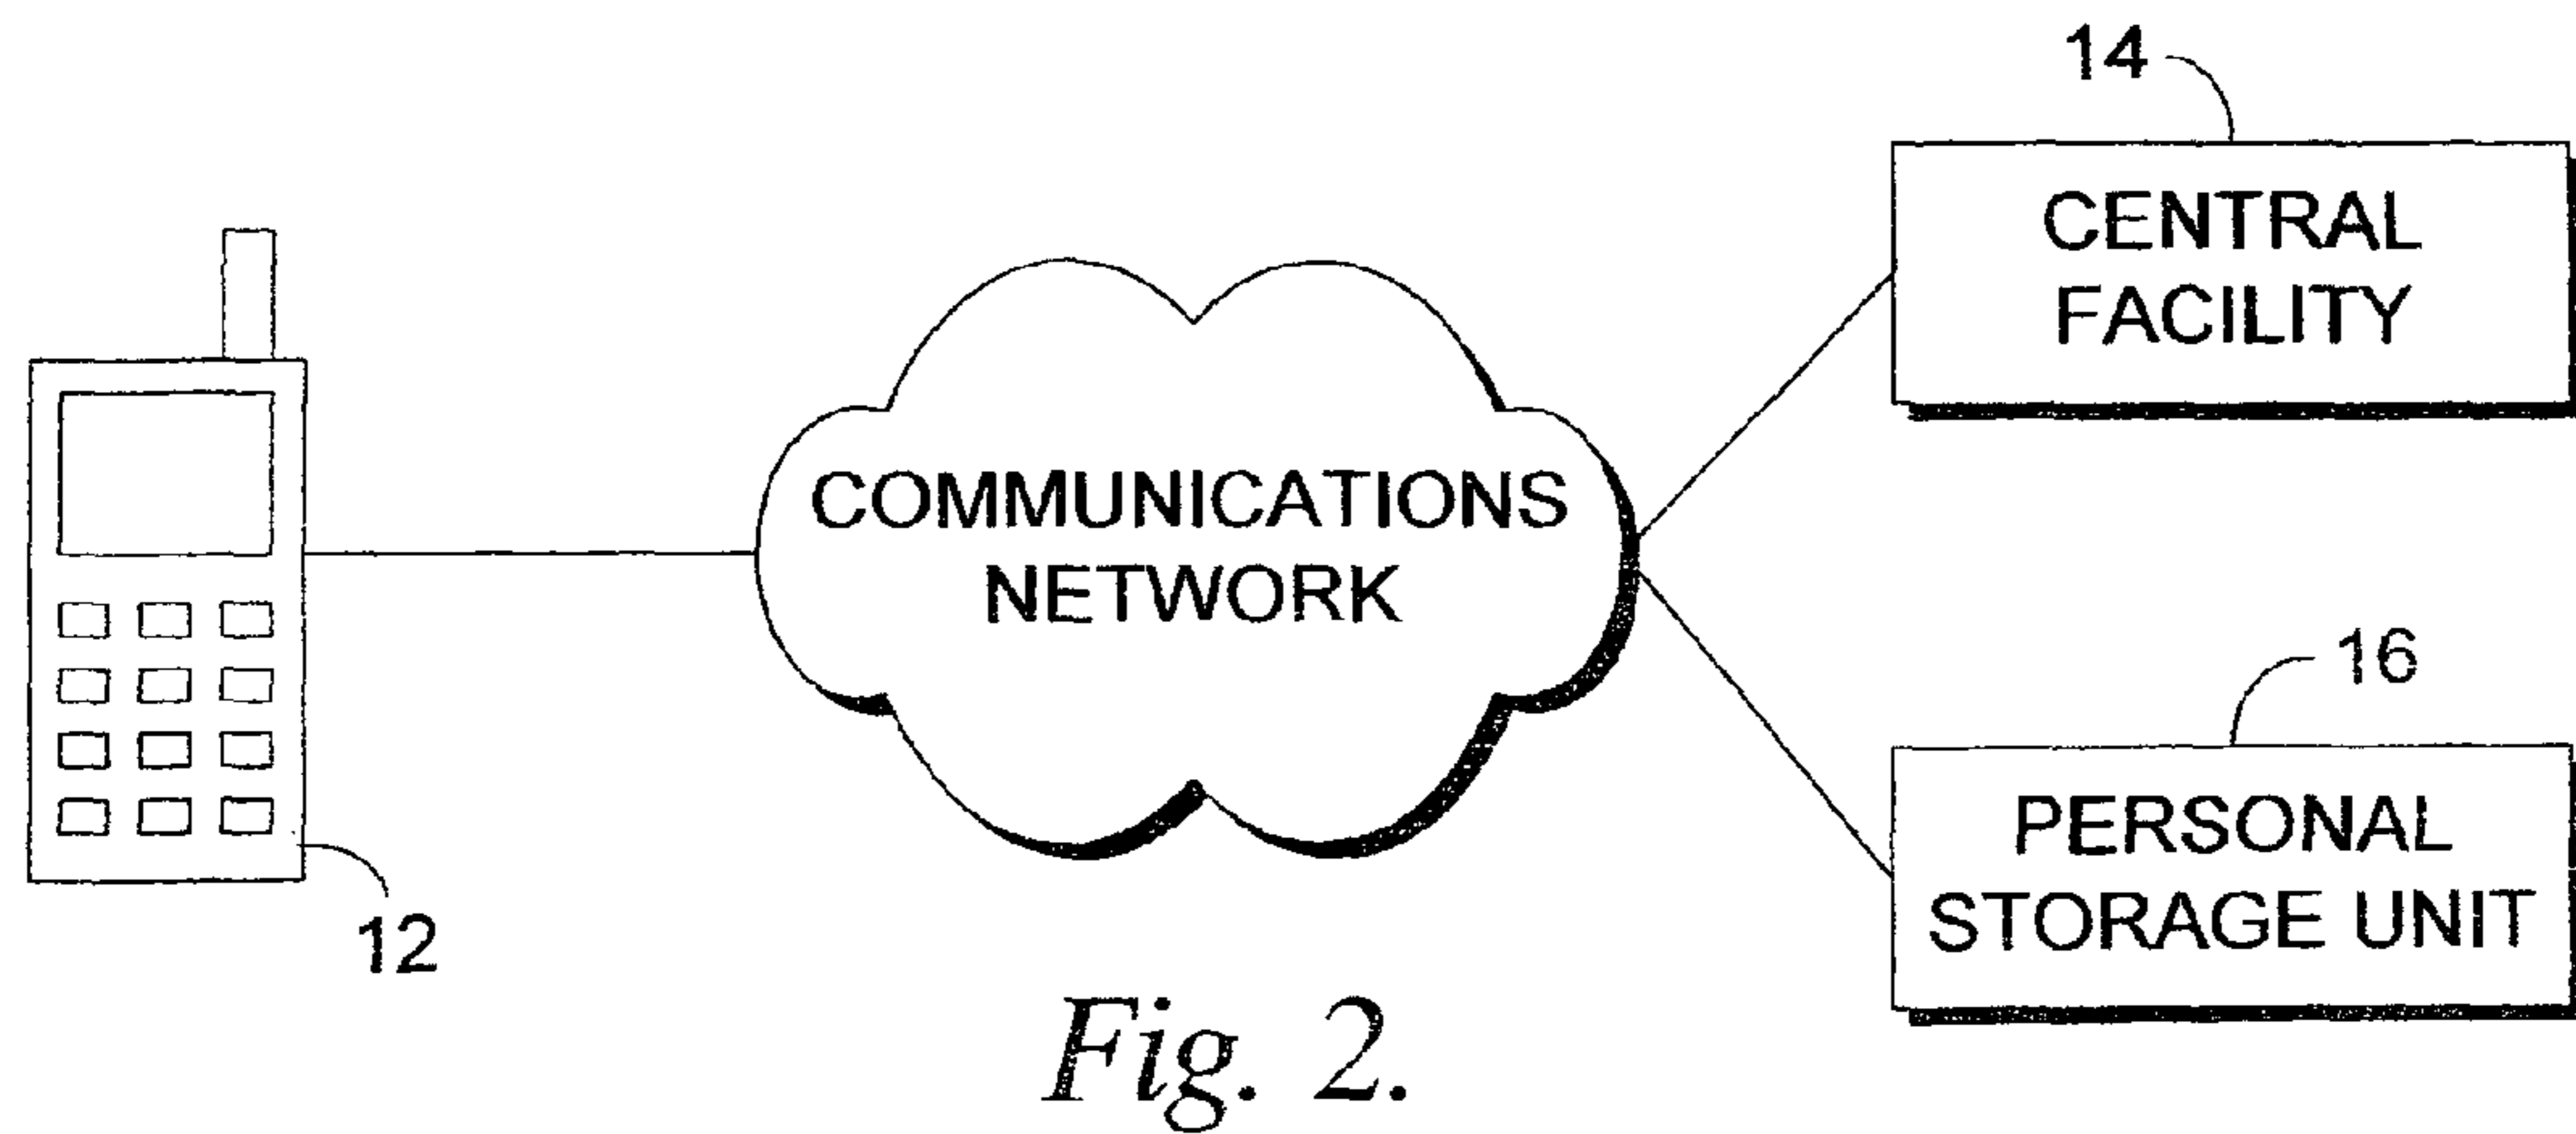 14
CENTRAL
FACILITY
COMMUNICATIONS
NETWORK
16
PERSONAL
STORAGE UNIT
12
Fig. 2.